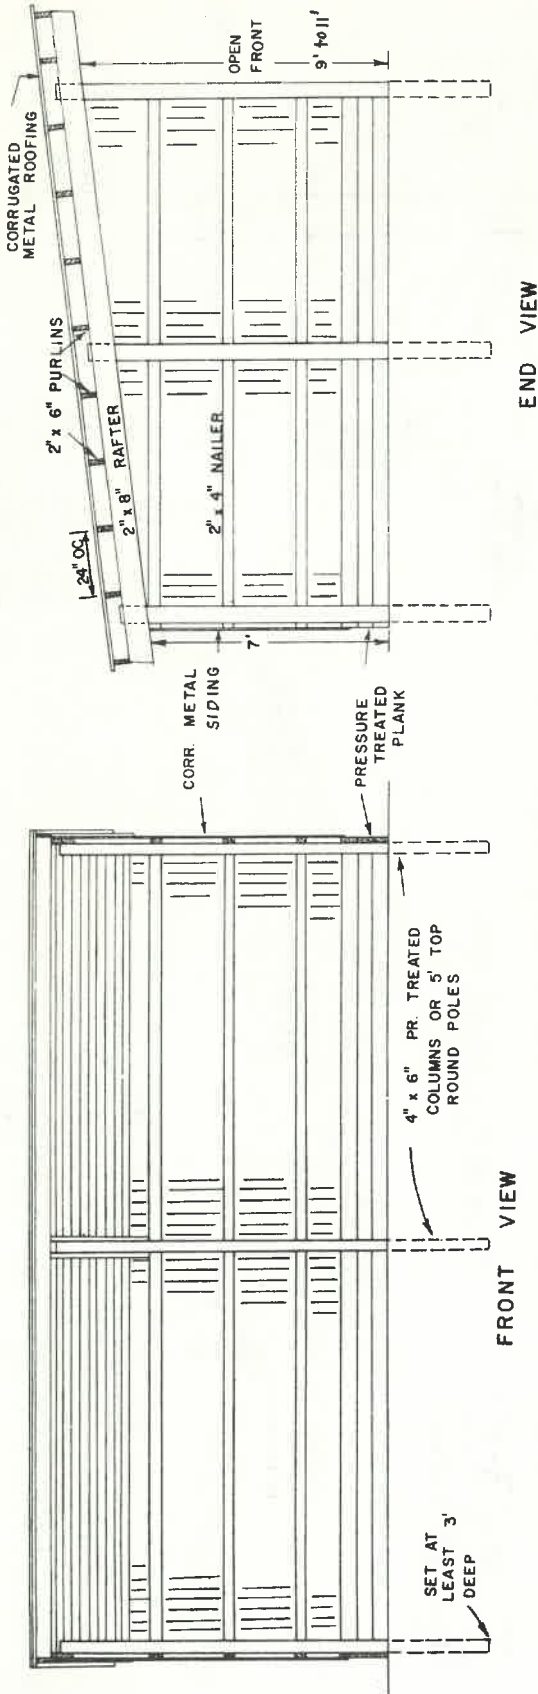 SET AT
LEAST 3'
DEEP
4" x 6" PR. TREATED
COLUMNS OR 5' TOP
ROUND POLES
FRONT VIEW
PRESSURE
TREATED
PLANK
CORR. METAL
SIDING
7'
24" OC
2" x 6" PURLINS
2" x 8" RAFTER
2" x 4" NAILER
CORRUGATED
METAL ROOFING
OPEN
FRONT
9' to 11'
END VIEW